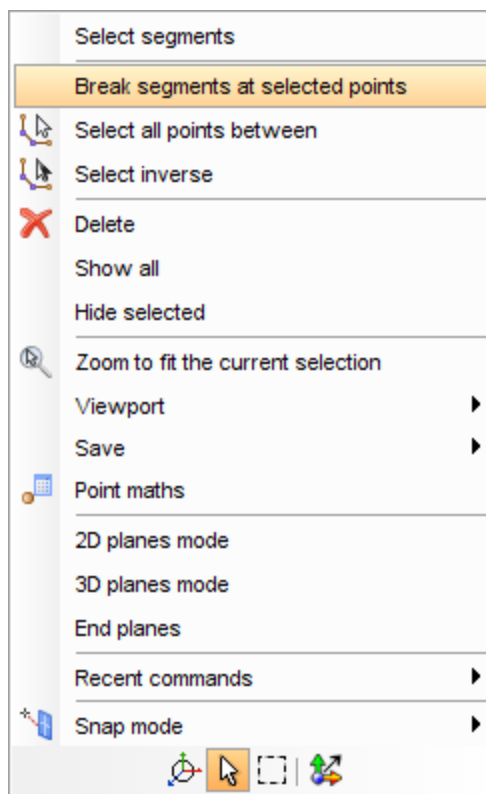 Select segments
Break segments at selected points
Select all points between
Select inverse
Delete
Show all
Hide selected
Zoom to fit the current selection
Viewport
Save
Point maths
2D planes mode
3D planes mode
End planes
Recent commands
Snap mode